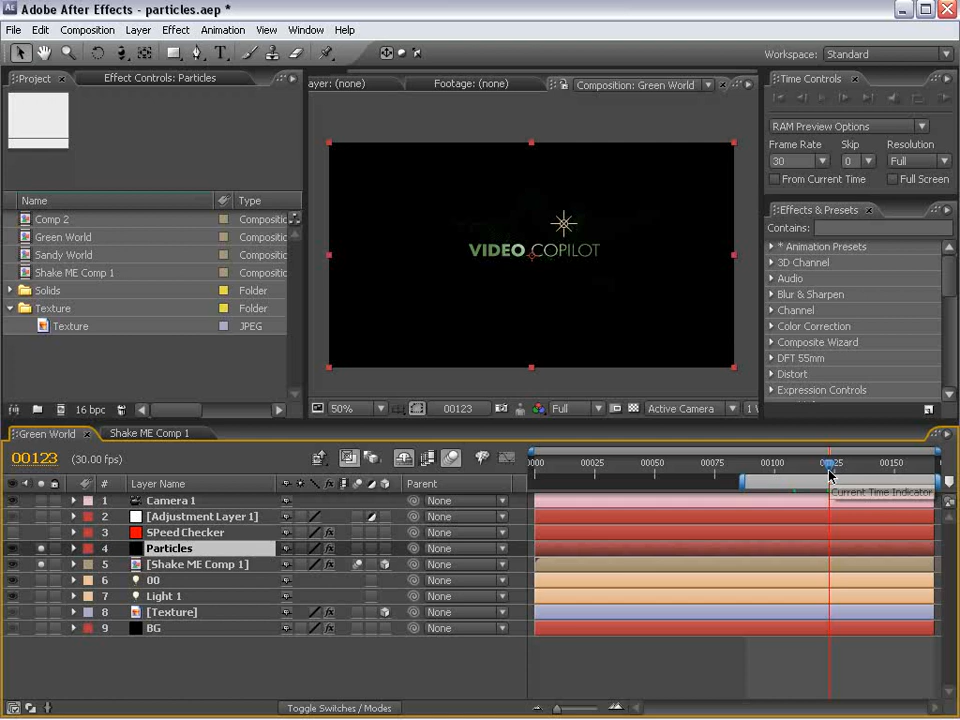 Adobe After Effects - particles.aep *
File Edit Composition Layer Effect Animation View Window Help
Workspace: Standard
Project Effect Controls: Particles
ayer: (none) Footage: (none) Composition: Green World
Time Controls
RAM Preview Options
Frame Rate Skip Resolution
30 0 Full
From Current Time Full Screen
Name Type
Comp 2 Compositic
Green World Compositic
Sandy World Compositic
Shake ME Comp 1 Compositic
Solids Folder
Texture Folder
Texture JPEG
16 bpc
VIDEO COPILOT
50% 00123 Full Active Camera 1
Effects & Presets
Contains:
* Animation Presets
3D Channel
Audio
Blur & Sharpen
Channel
Color Correction
Composite Wizard
DFT 55mm
Distort
Expression Controls
Green World Shake ME Comp 1
00123 (30.00 fps)
0000 00025 00050 00075 00100 00125 00150
# Layer Name Parent
Current Time Indicator
1 Camera 1 None
2 [Adjustment Layer 1] None
3 SPeed Checker None
4 Particles None
5 [Shake ME Comp 1] None
6 00 None
7 Light 1 None
8 [Texture] None
9 BG None
Toggle Switches / Modes